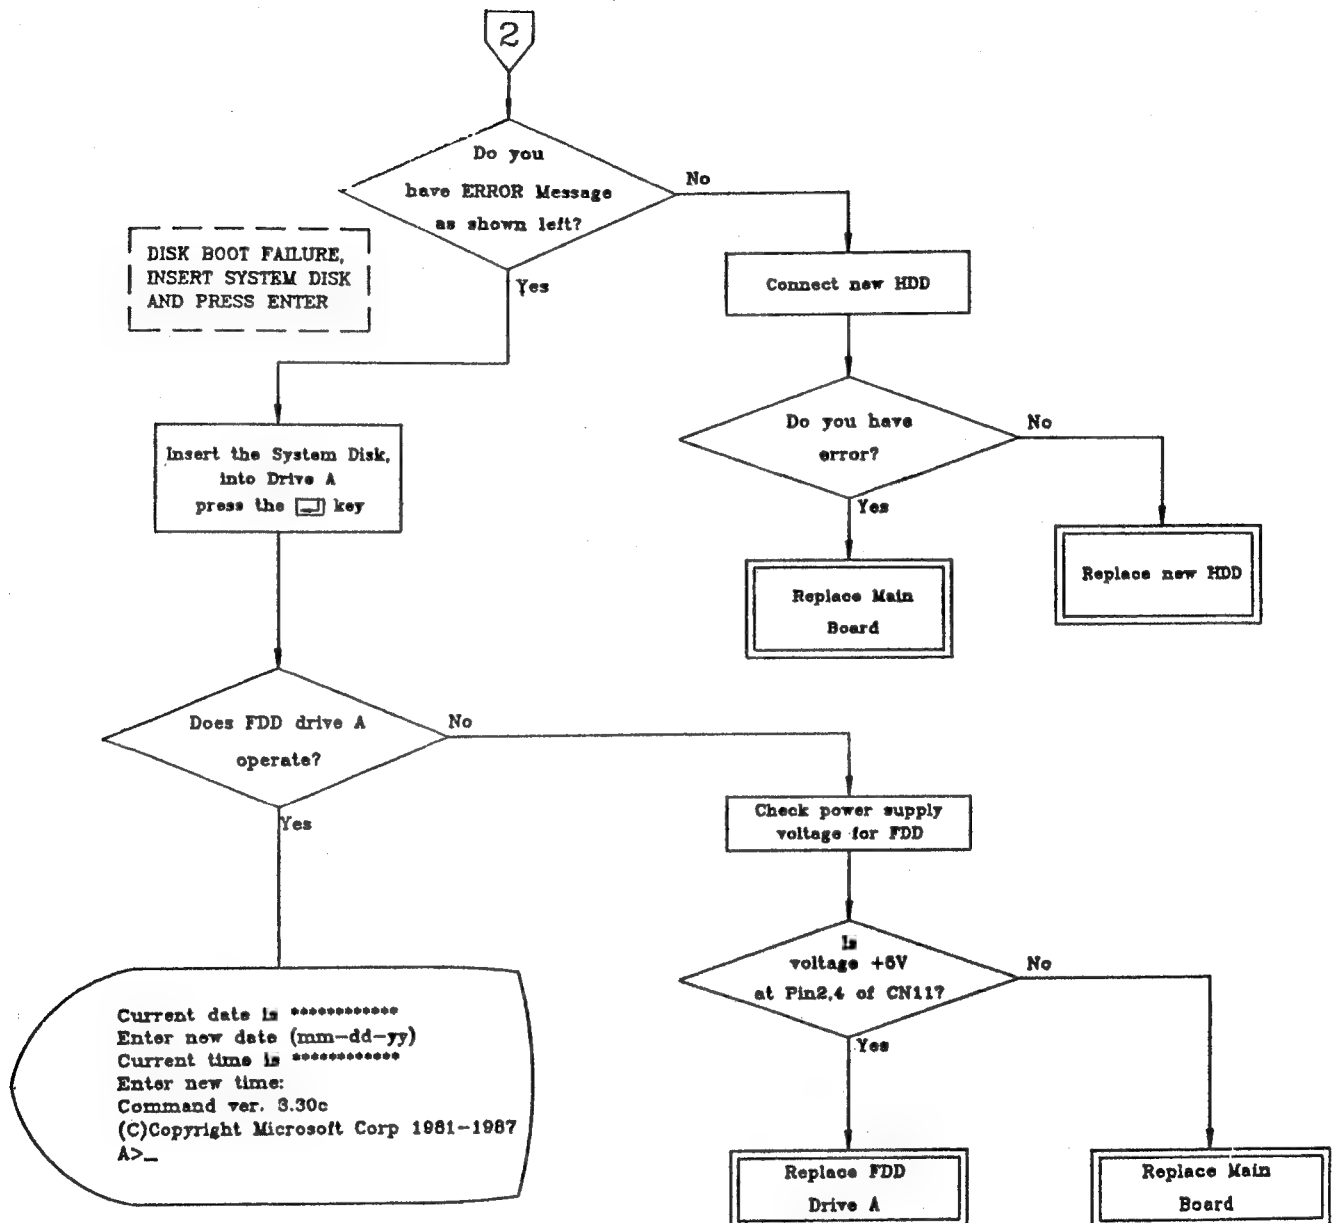 2
Do you
have ERROR Message
as shown left?
No
Yes
DISK BOOT FAILURE,
INSERT SYSTEM DISK
AND PRESS ENTER
Connect new HDD
Do you have
error?
No
Yes
Insert the System Disk,
into Drive A
press the key
Replace Main
Board
Replace new HDD
Does FDD drive A
operate?
No
Yes
Check power supply
voltage for FDD
Is
voltage +5V
at Pin2,4 of CN11?
No
Yes
Current date is ************
Enter new date (mm-dd-yy)
Current time is ************
Enter new time:
Command ver. 3.30c
(C)Copyright Microsoft Corp 1981-1987
A>_
Replace FDD
Drive A
Replace Main
Board